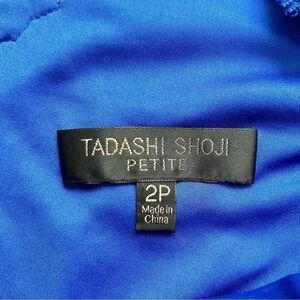 TADASHI SHOJI
PETITE
2P
Made in
China